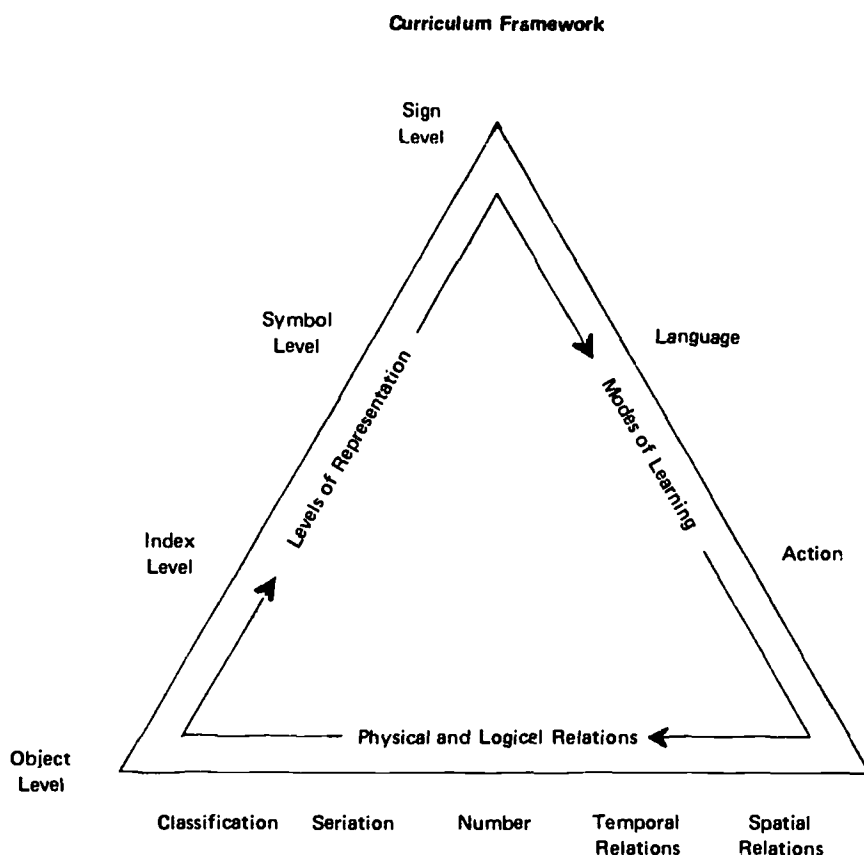 Curriculum Framework
Sign
Level
Symbol
Level
Language
Levels of Representation
Modes of Learning
Index
Level
Action
Physical and Logical Relations
Object
Level
Classification
Seriation
Number
Temporal
Relations
Spatial
Relations